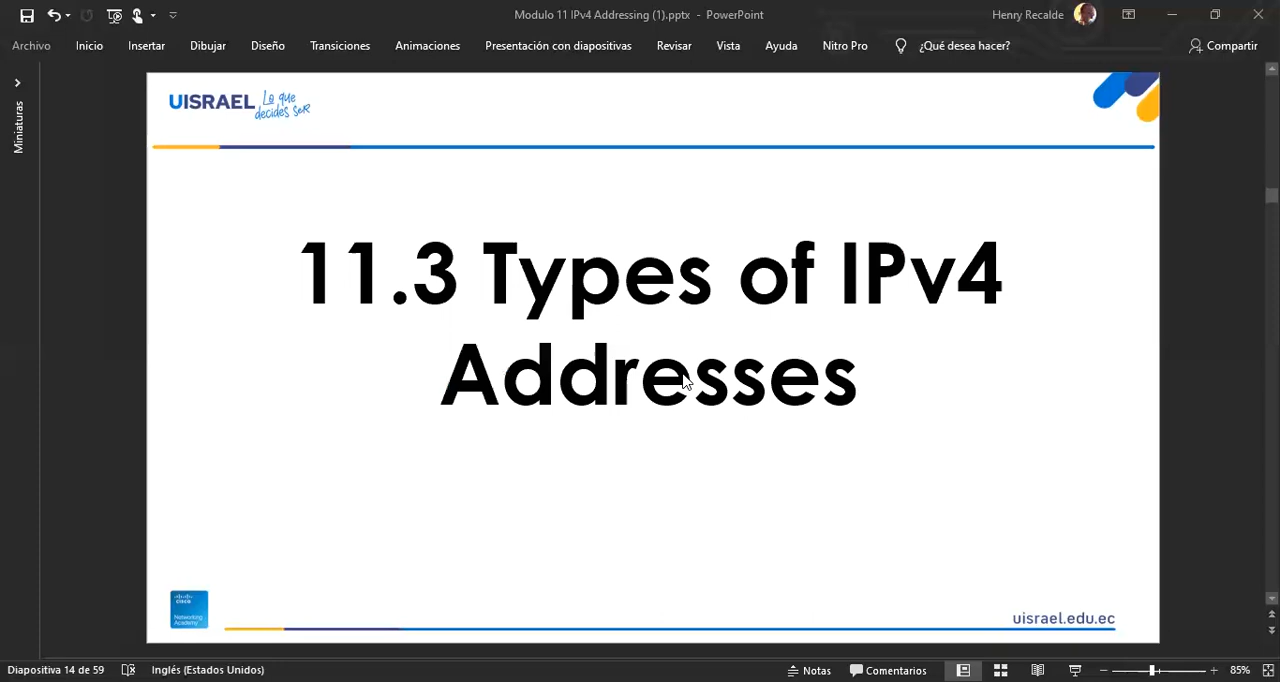 Modulo 11 IPv4 Addressing (1).pptx - PowerPoint
Henry Recalde
Archivo Inicio Insertar Dibujar Diseño Transiciones Animaciones Presentación con diapositivas Revisar Vista Ayuda Nitro Pro ¿Qué desea hacer? Compartir
Miniaturas
UISRAEL Lo que
decides seR
11.3 Types of IPv4
Addresses
cisco
Networking
Academy
uisrael.edu.ec
Diapositiva 14 de 59 Inglés (Estados Unidos) Notas Comentarios 85%